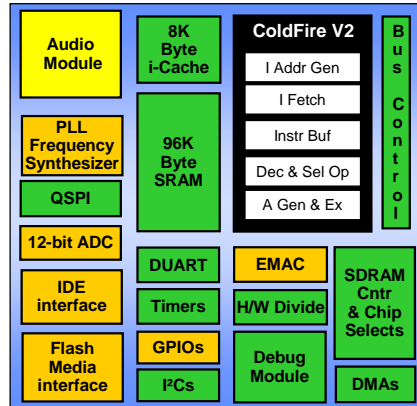 Audio
Module
8K
Byte
i-Cache
ColdFire V2
I Addr Gen
I Fetch
Instr Buf
Dec & Sel Op
A Gen & Ex
Bus Control
PLL
Frequency
Synthesizer
96K
Byte
SRAM
QSPI
12-bit ADC
DUART
EMAC
SDRAM
Cntr
& Chip
Selects
IDE
interface
Timers
H/W Divide
Flash
Media
interface
GPIOs
Debug
Module
I²Cs
DMAs